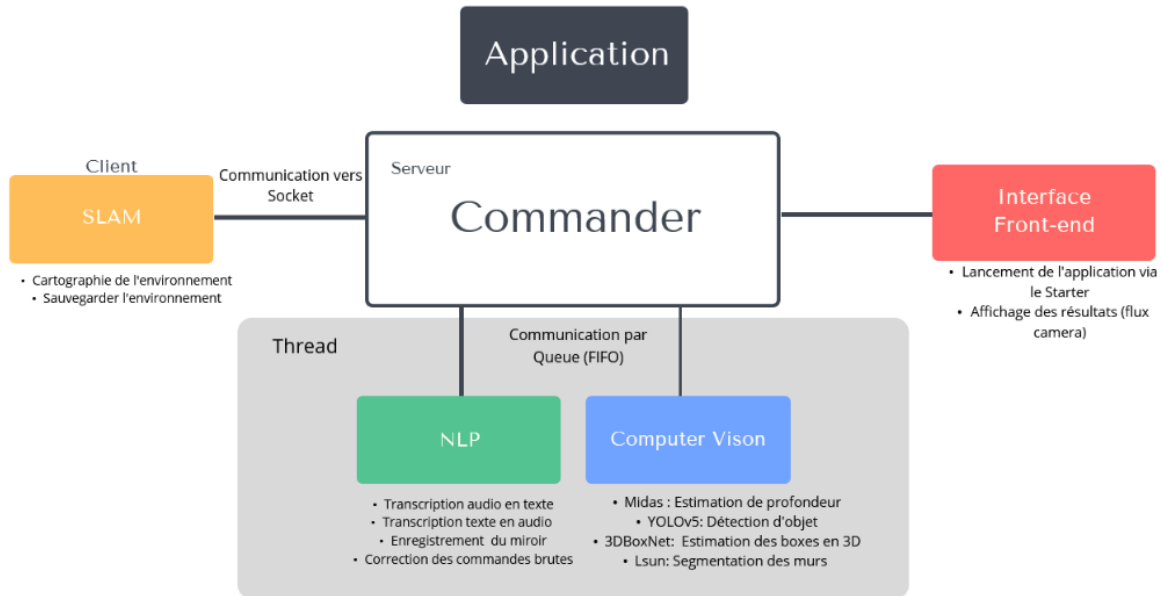 Application
Client
SLAM
• Cartographie de l'environnement
• Sauvegarder l'environnement
Communication vers
Socket
Serveur
Commander
Interface
Front-end
• Lancement de l'application via
le Starter
• Affichage des résultats (flux
camera)
Thread
Communication par
Queue (FIFO)
NLP
• Transcription audio en texte
• Transcription texte en audio
• Enregistrement du miroir
• Correction des commandes brutes
Computer Vison
• Midas : Estimation de profondeur
• YOLOv5: Détection d'objet
• 3DBoxNet: Estimation des boxes en 3D
• Lsun: Segmentation des murs